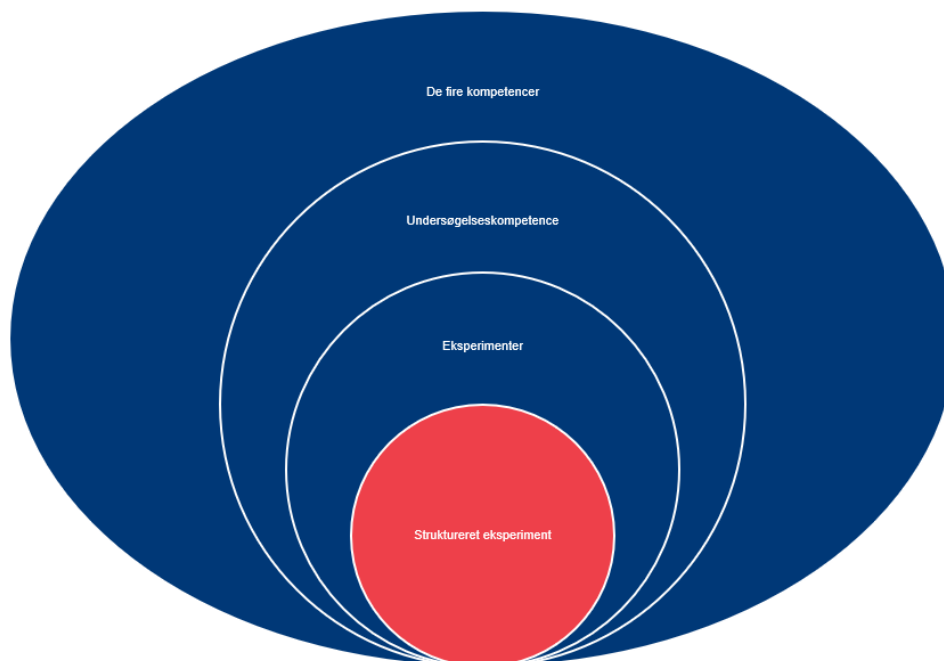 De fire kompetencer
Undersøgelseskompetence
Eksperimenter
Struktureret eksperiment